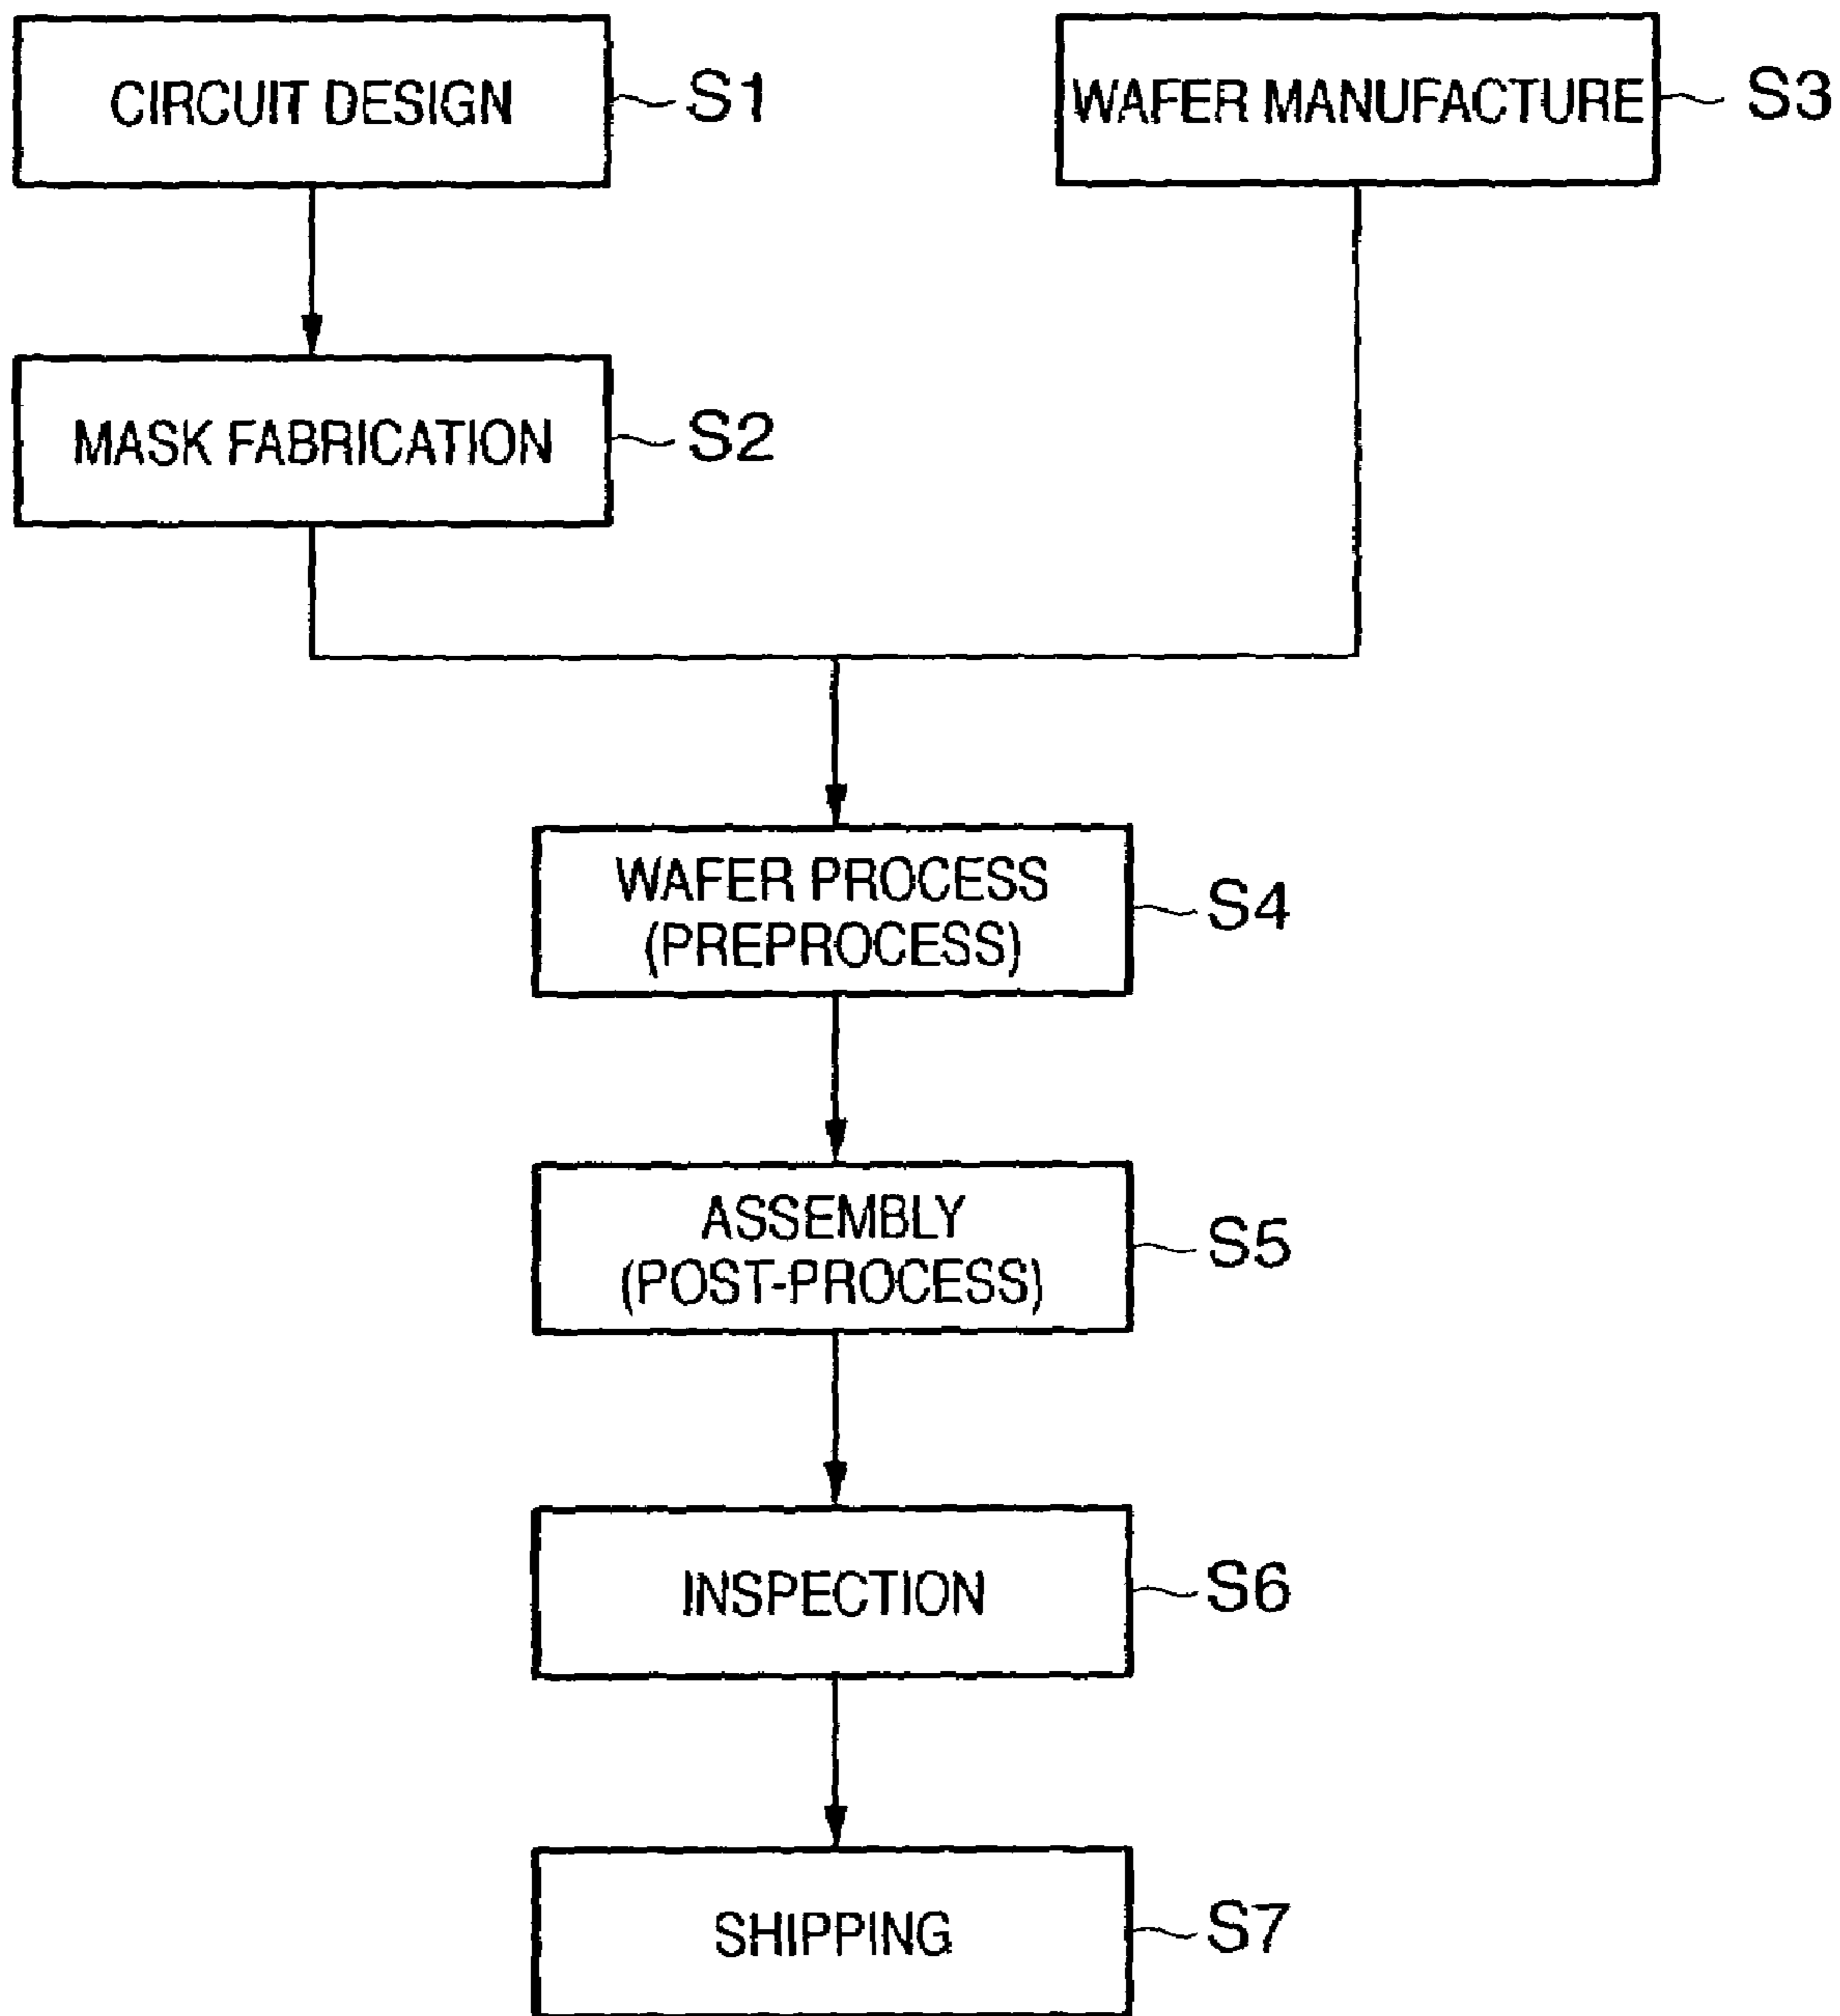 CIRCUIT DESIGN
S1
WAFER MANUFACTURE
S3
MASK FABRICATION
S2
WAFER PROCESS
(PREPROCESS)
S4
ASSEMBLY
(POST-PROCESS)
S5
INSPECTION
S6
SHIPPING
S7